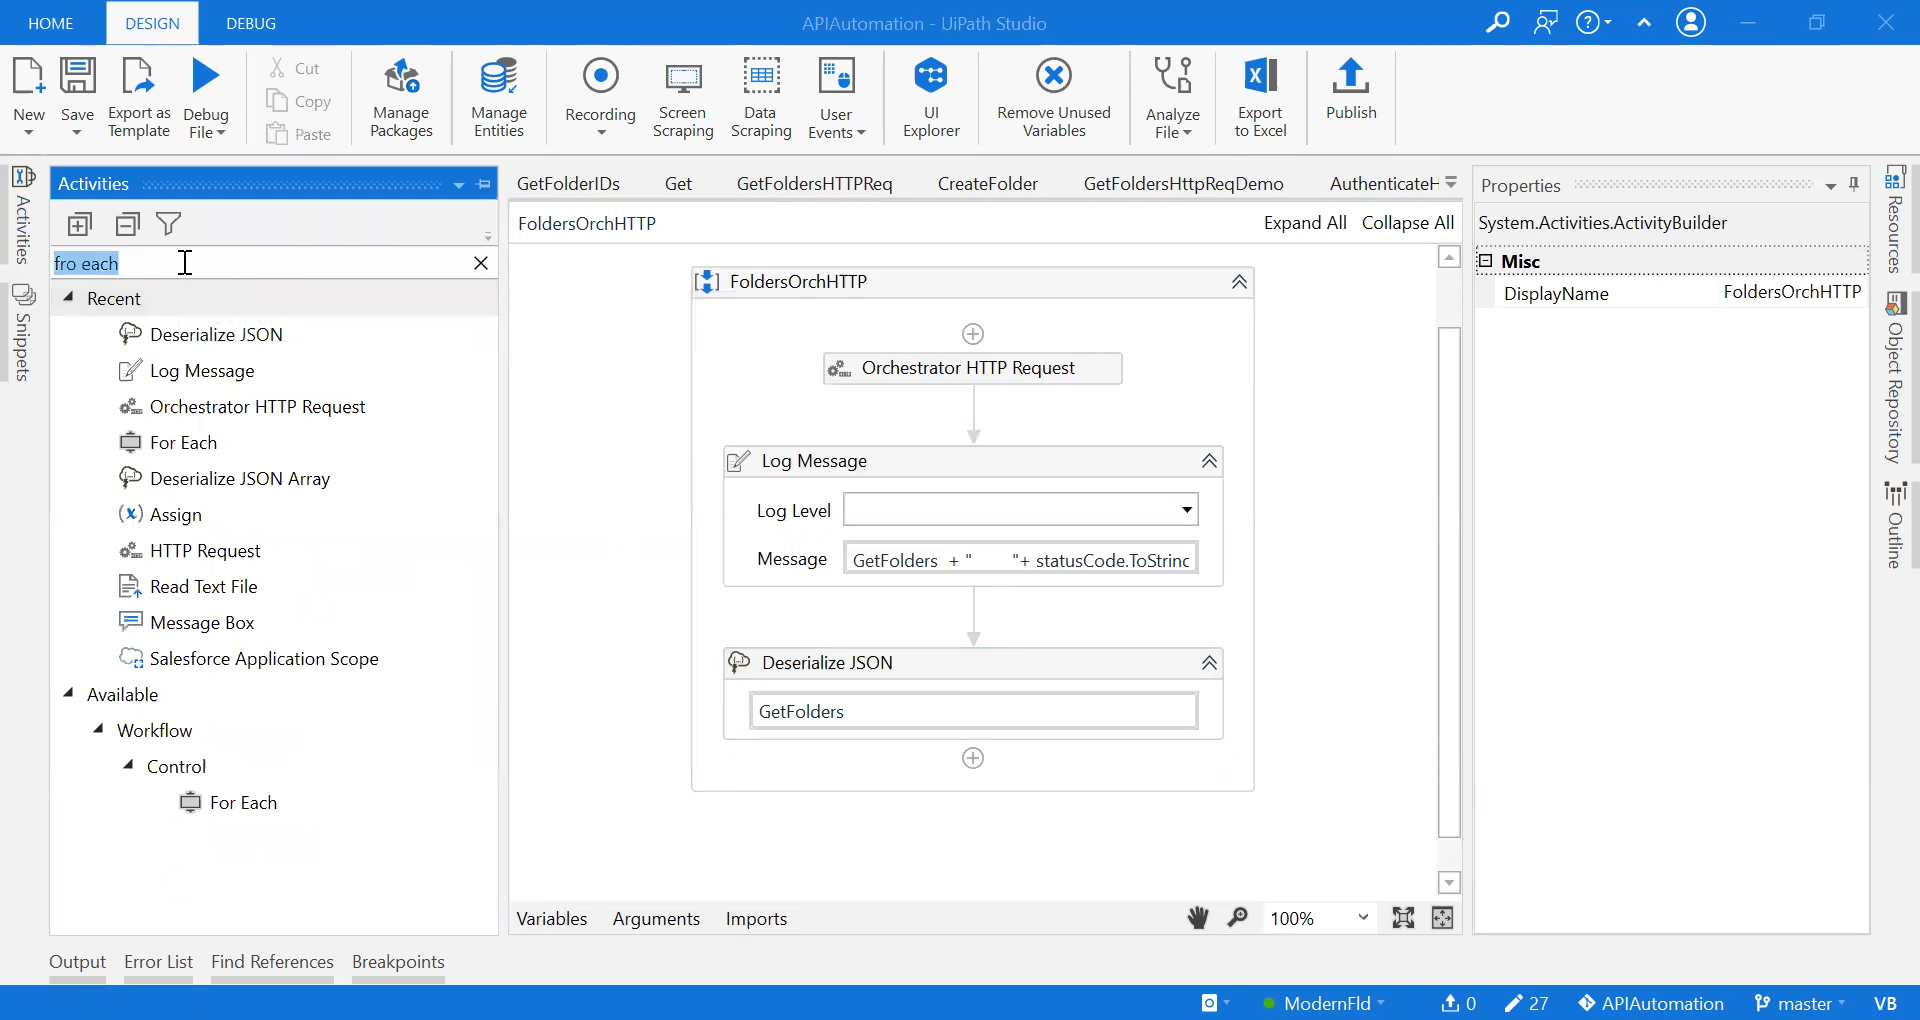 HOME DESIGN DEBUG APIAutomation - UiPath Studio
New
Save
Export as
Template
Debug
File
Cut
Copy
Paste
Manage
Packages
Manage
Entities
Recording
Screen
Scraping
Data
Scraping
User
Events
UI
Explorer
Remove Unused
Variables
Analyze
File
Export
to Excel
Publish
Activities
Snippets
Activities
fro each
Recent
Deserialize JSON
Log Message
Orchestrator HTTP Request
For Each
Deserialize JSON Array
Assign
HTTP Request
Read Text File
Message Box
Salesforce Application Scope
Available
Workflow
Control
For Each
GetFolderIDs Get GetFoldersHTTPReq CreateFolder GetFoldersHttpReqDemo AuthenticateH
FoldersOrchHTTP Expand All Collapse All
FoldersOrchHTTP
Orchestrator HTTP Request
Log Message
Log Level
Message GetFolders + " "+ statusCode.ToString
Deserialize JSON
GetFolders
Variables Arguments Imports 100%
Properties
System.Activities.ActivityBuilder
Misc
DisplayName FoldersOrchHTTP
Resources
Object Repository
Outline
Output Error List Find References Breakpoints
ModernFld 0 27 APIAutomation master VB